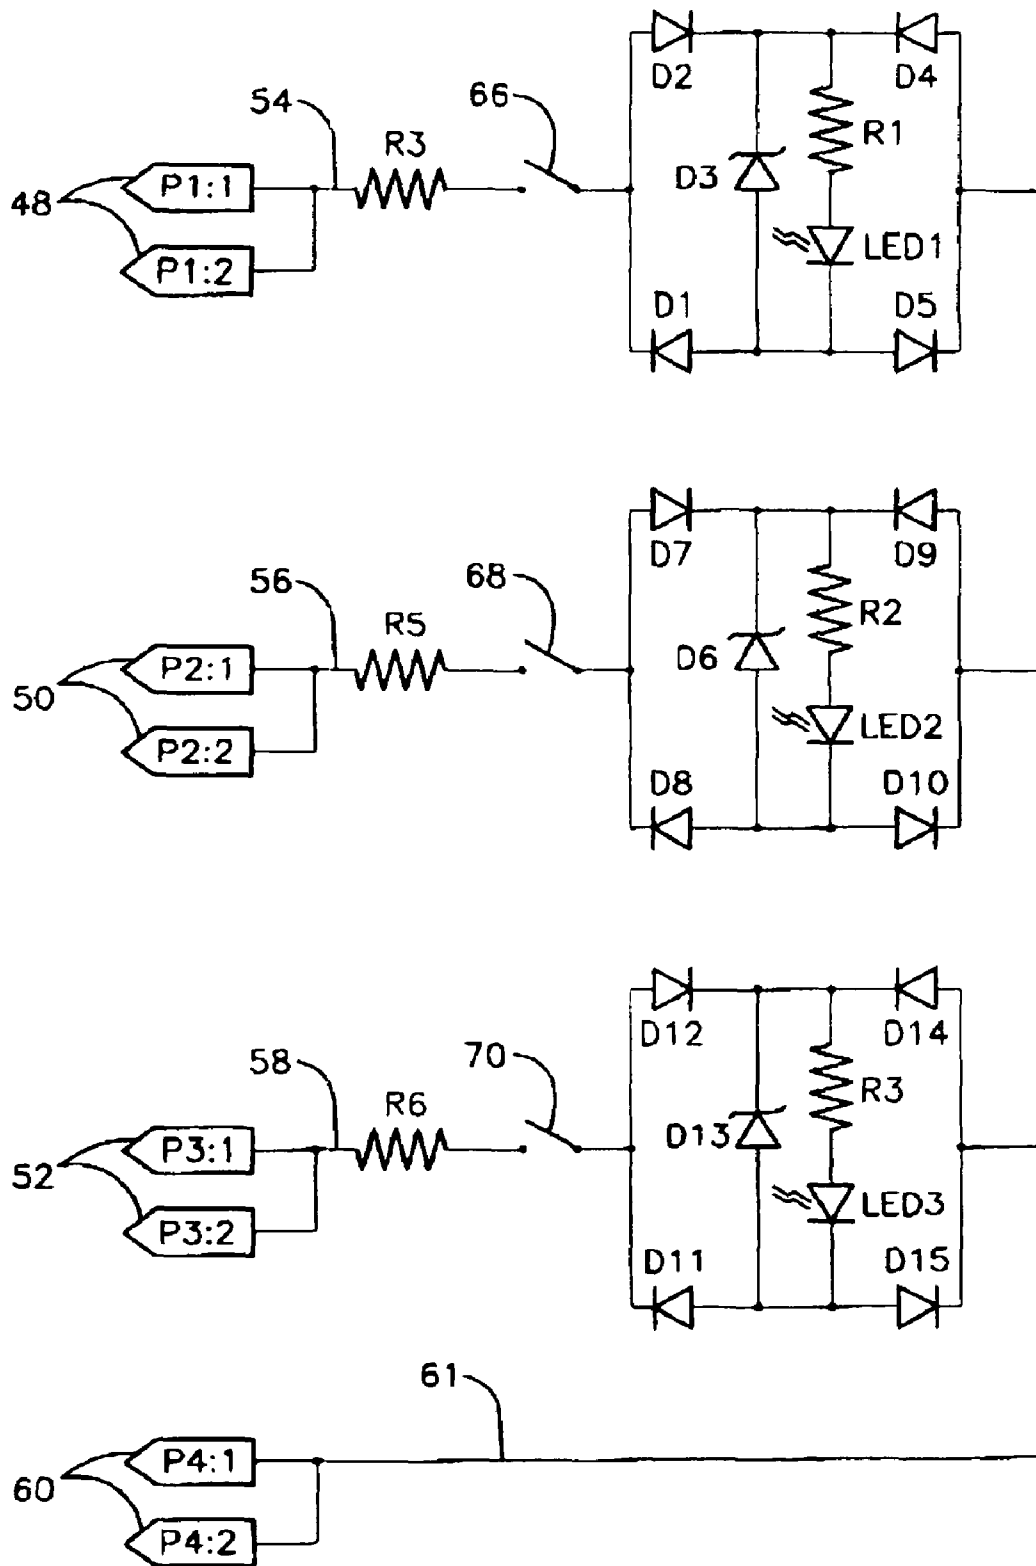 D2
D4
54
66
R3
R1
D3
48
P1:1
P1:2
LED1
D1
D5
D7
D9
56
68
R5
R2
D6
50
P2:1
P2:2
LED2
D8
D10
D12
D14
58
70
R6
R3
D13
52
P3:1
P3:2
LED3
D11
D15
61
60
P4:1
P4:2